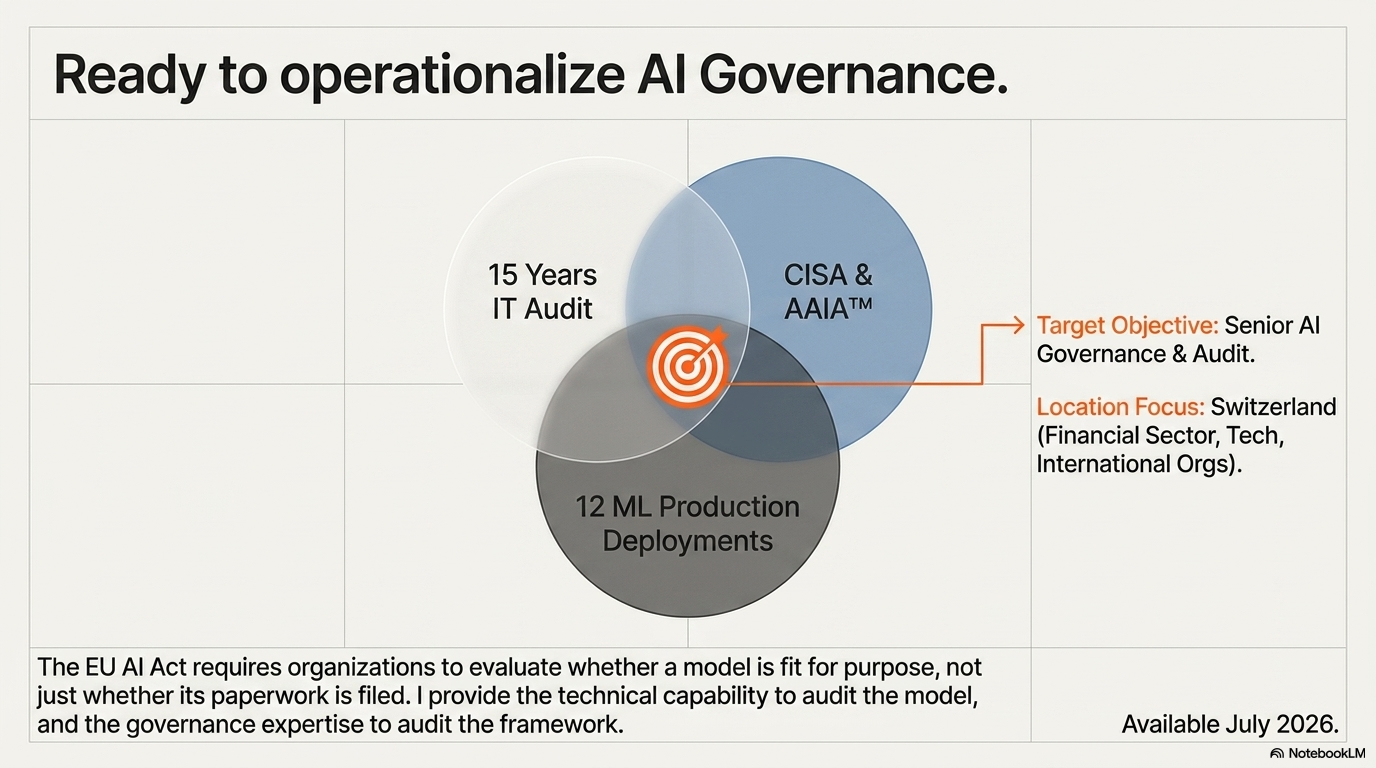 Ready to operationalize AI Governance.
15 Years
IT Audit
CISA &
AAIA™
12 ML Production
Deployments
Target Objective: Senior AI
Governance & Audit.
Location Focus: Switzerland
(Financial Sector, Tech,
International Orgs).
The EU AI Act requires organizations to evaluate whether a model is fit for purpose, not
just whether its paperwork is filed. I provide the technical capability to audit the model,
and the governance expertise to audit the framework.
Available July 2026.
NotebookLM